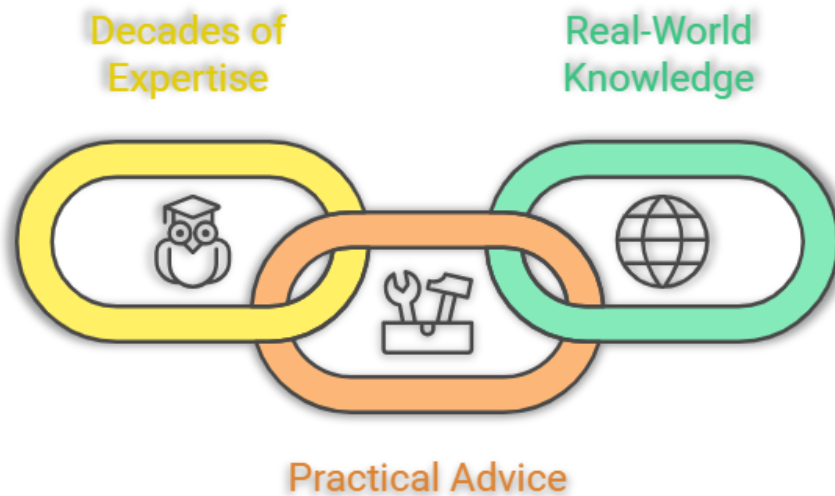 Decades of
Expertise
Real-World
Knowledge
Practical Advice